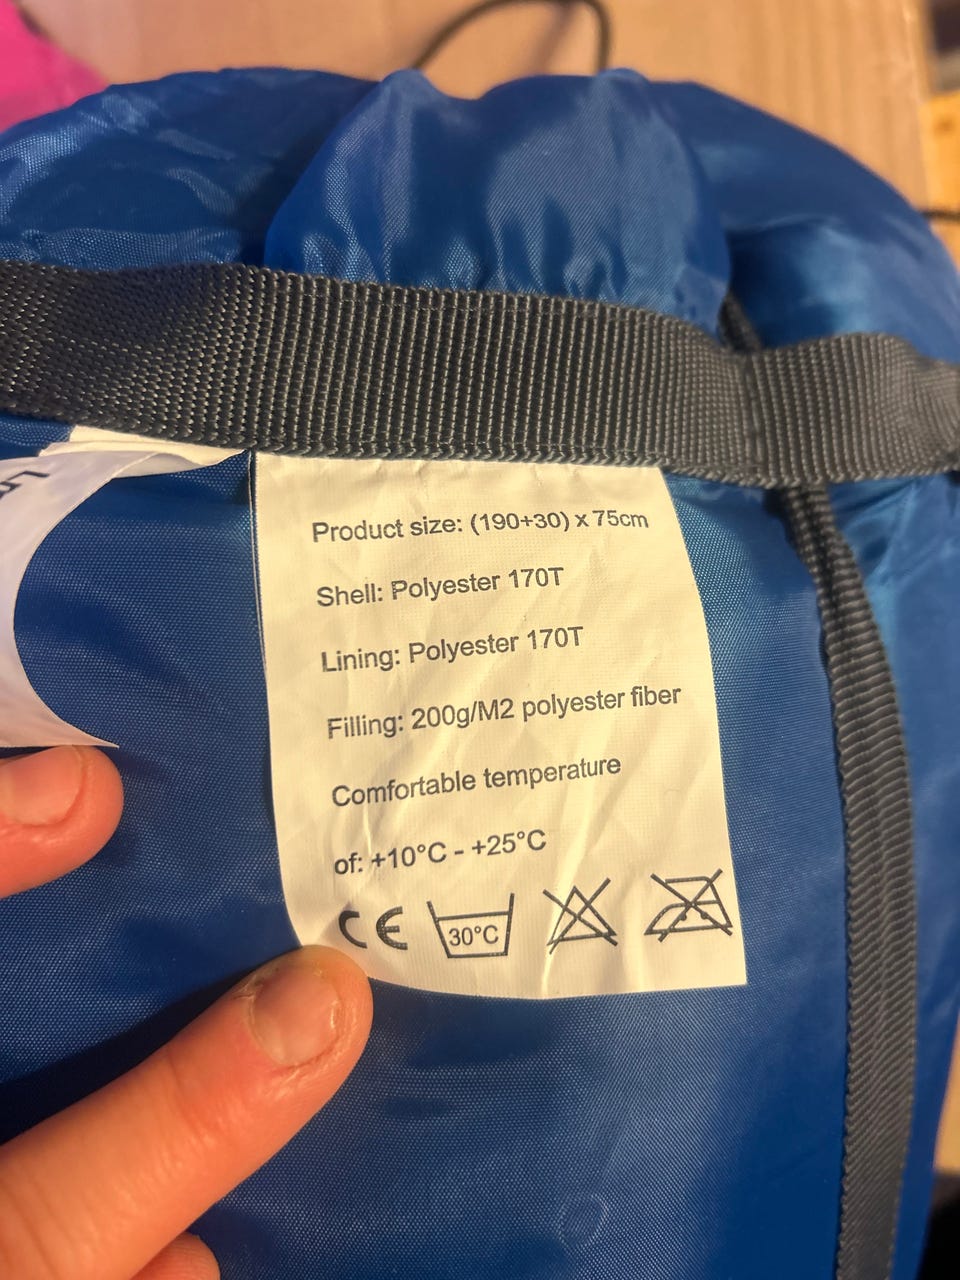 Product size: (190+30) x 75cm
Shell: Polyester 170T
Lining: Polyester 170T
Filling: 200g/M2 polyester fiber
Comfortable temperature
of: +10°C - +25°C
CE 30°C